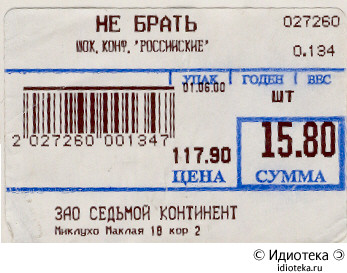 НЕ БРАТЬ
027260
ШОК. КОНФ. "РОССИЙСКИЕ"
0.134
УПАК ГОДЕН ВЕС
01.06.00
ШТ
2 027260 001347
117.90
15.80
ЦЕНА
СУММА
ЗАО СЕДЬМОЙ КОНТИНЕНТ
Миклухо Маклая 18 кор 2
© Идиотека
idioteka.ru